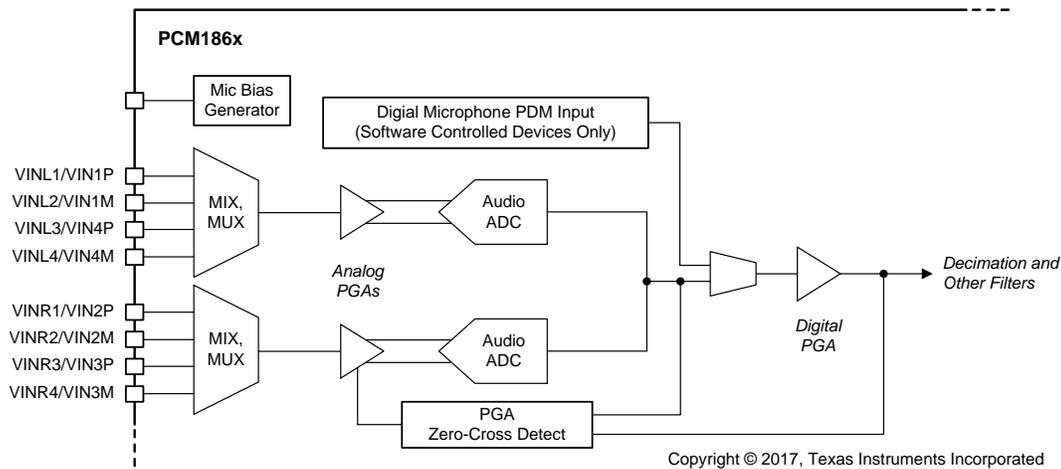 PCM186x
Mic Bias
Generator
Digial Microphone PDM Input
(Software Controlled Devices Only)
VINL1/VIN1P
VINL2/VIN1M
VINL3/VIN4P
VINL4/VIN4M
MIX,
MUX
Audio
ADC
Analog
PGAs
Decimation and
Other Filters
Digital
PGA
VINR1/VIN2P
VINR2/VIN2M
VINR3/VIN3P
VINR4/VIN3M
MIX,
MUX
Audio
ADC
PGA
Zero-Cross Detect
Copyright © 2017, Texas Instruments Incorporated